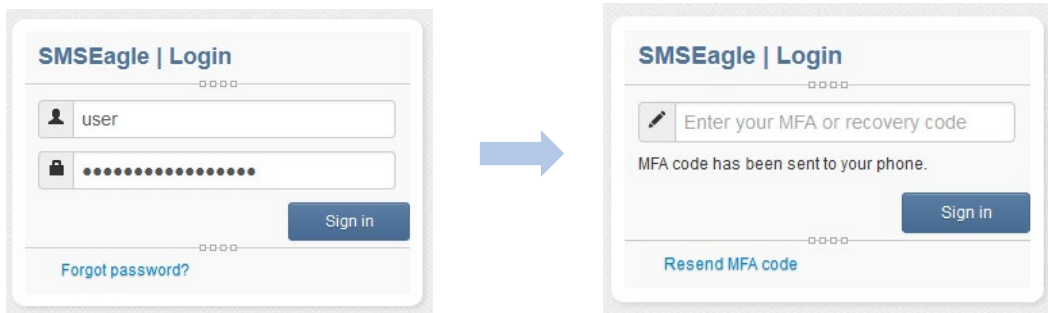 SMSEagle | Login
user
•••••••••••••••••
Sign in
Forgot password?
SMSEagle | Login
Enter your MFA or recovery code
MFA code has been sent to your phone.
Sign in
Resend MFA code